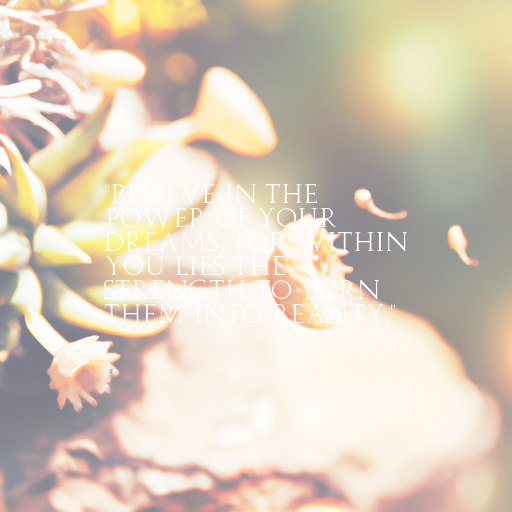 "BELIEVE IN THE
POWER OF YOUR
DREAMS, FOR WITHIN
YOU LIES THE
STRENGTH TO TURN
THEM INTO REALITY."